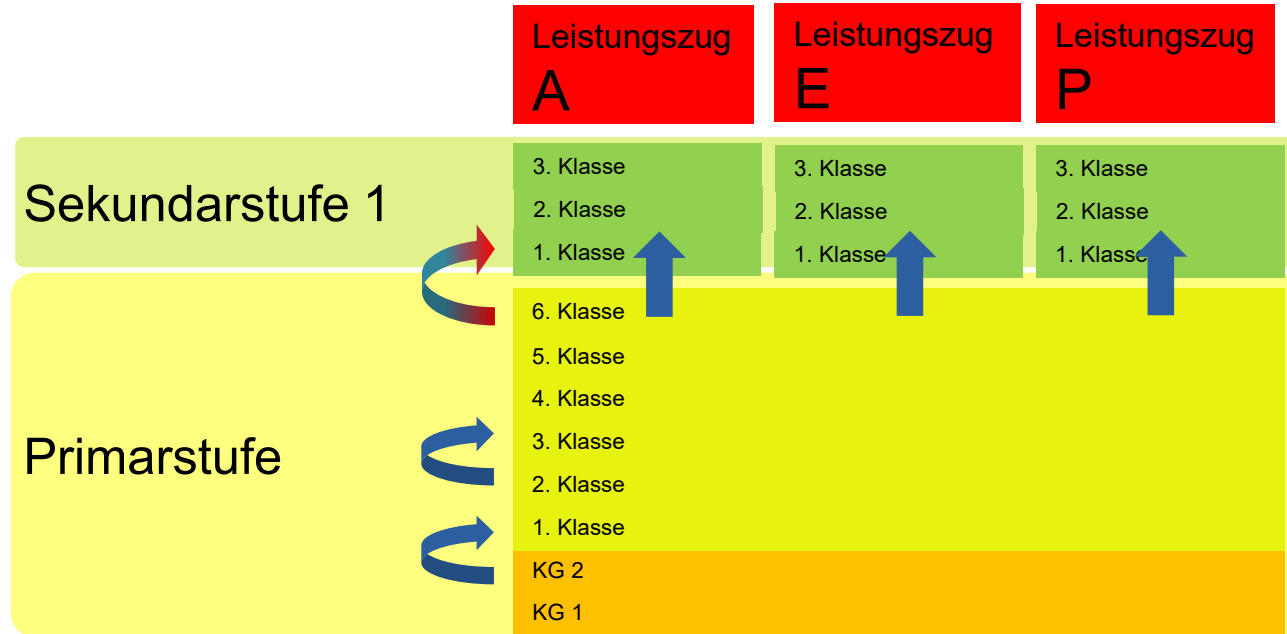 Leistungszug
A
Leistungszug
E
Leistungszug
P
Sekundarstufe 1
3. Klasse
2. Klasse
1. Klasse
3. Klasse
2. Klasse
1. Klasse
3. Klasse
2. Klasse
1. Klasse
Primarstufe
6. Klasse
5. Klasse
4. Klasse
3. Klasse
2. Klasse
1. Klasse
KG 2
KG 1